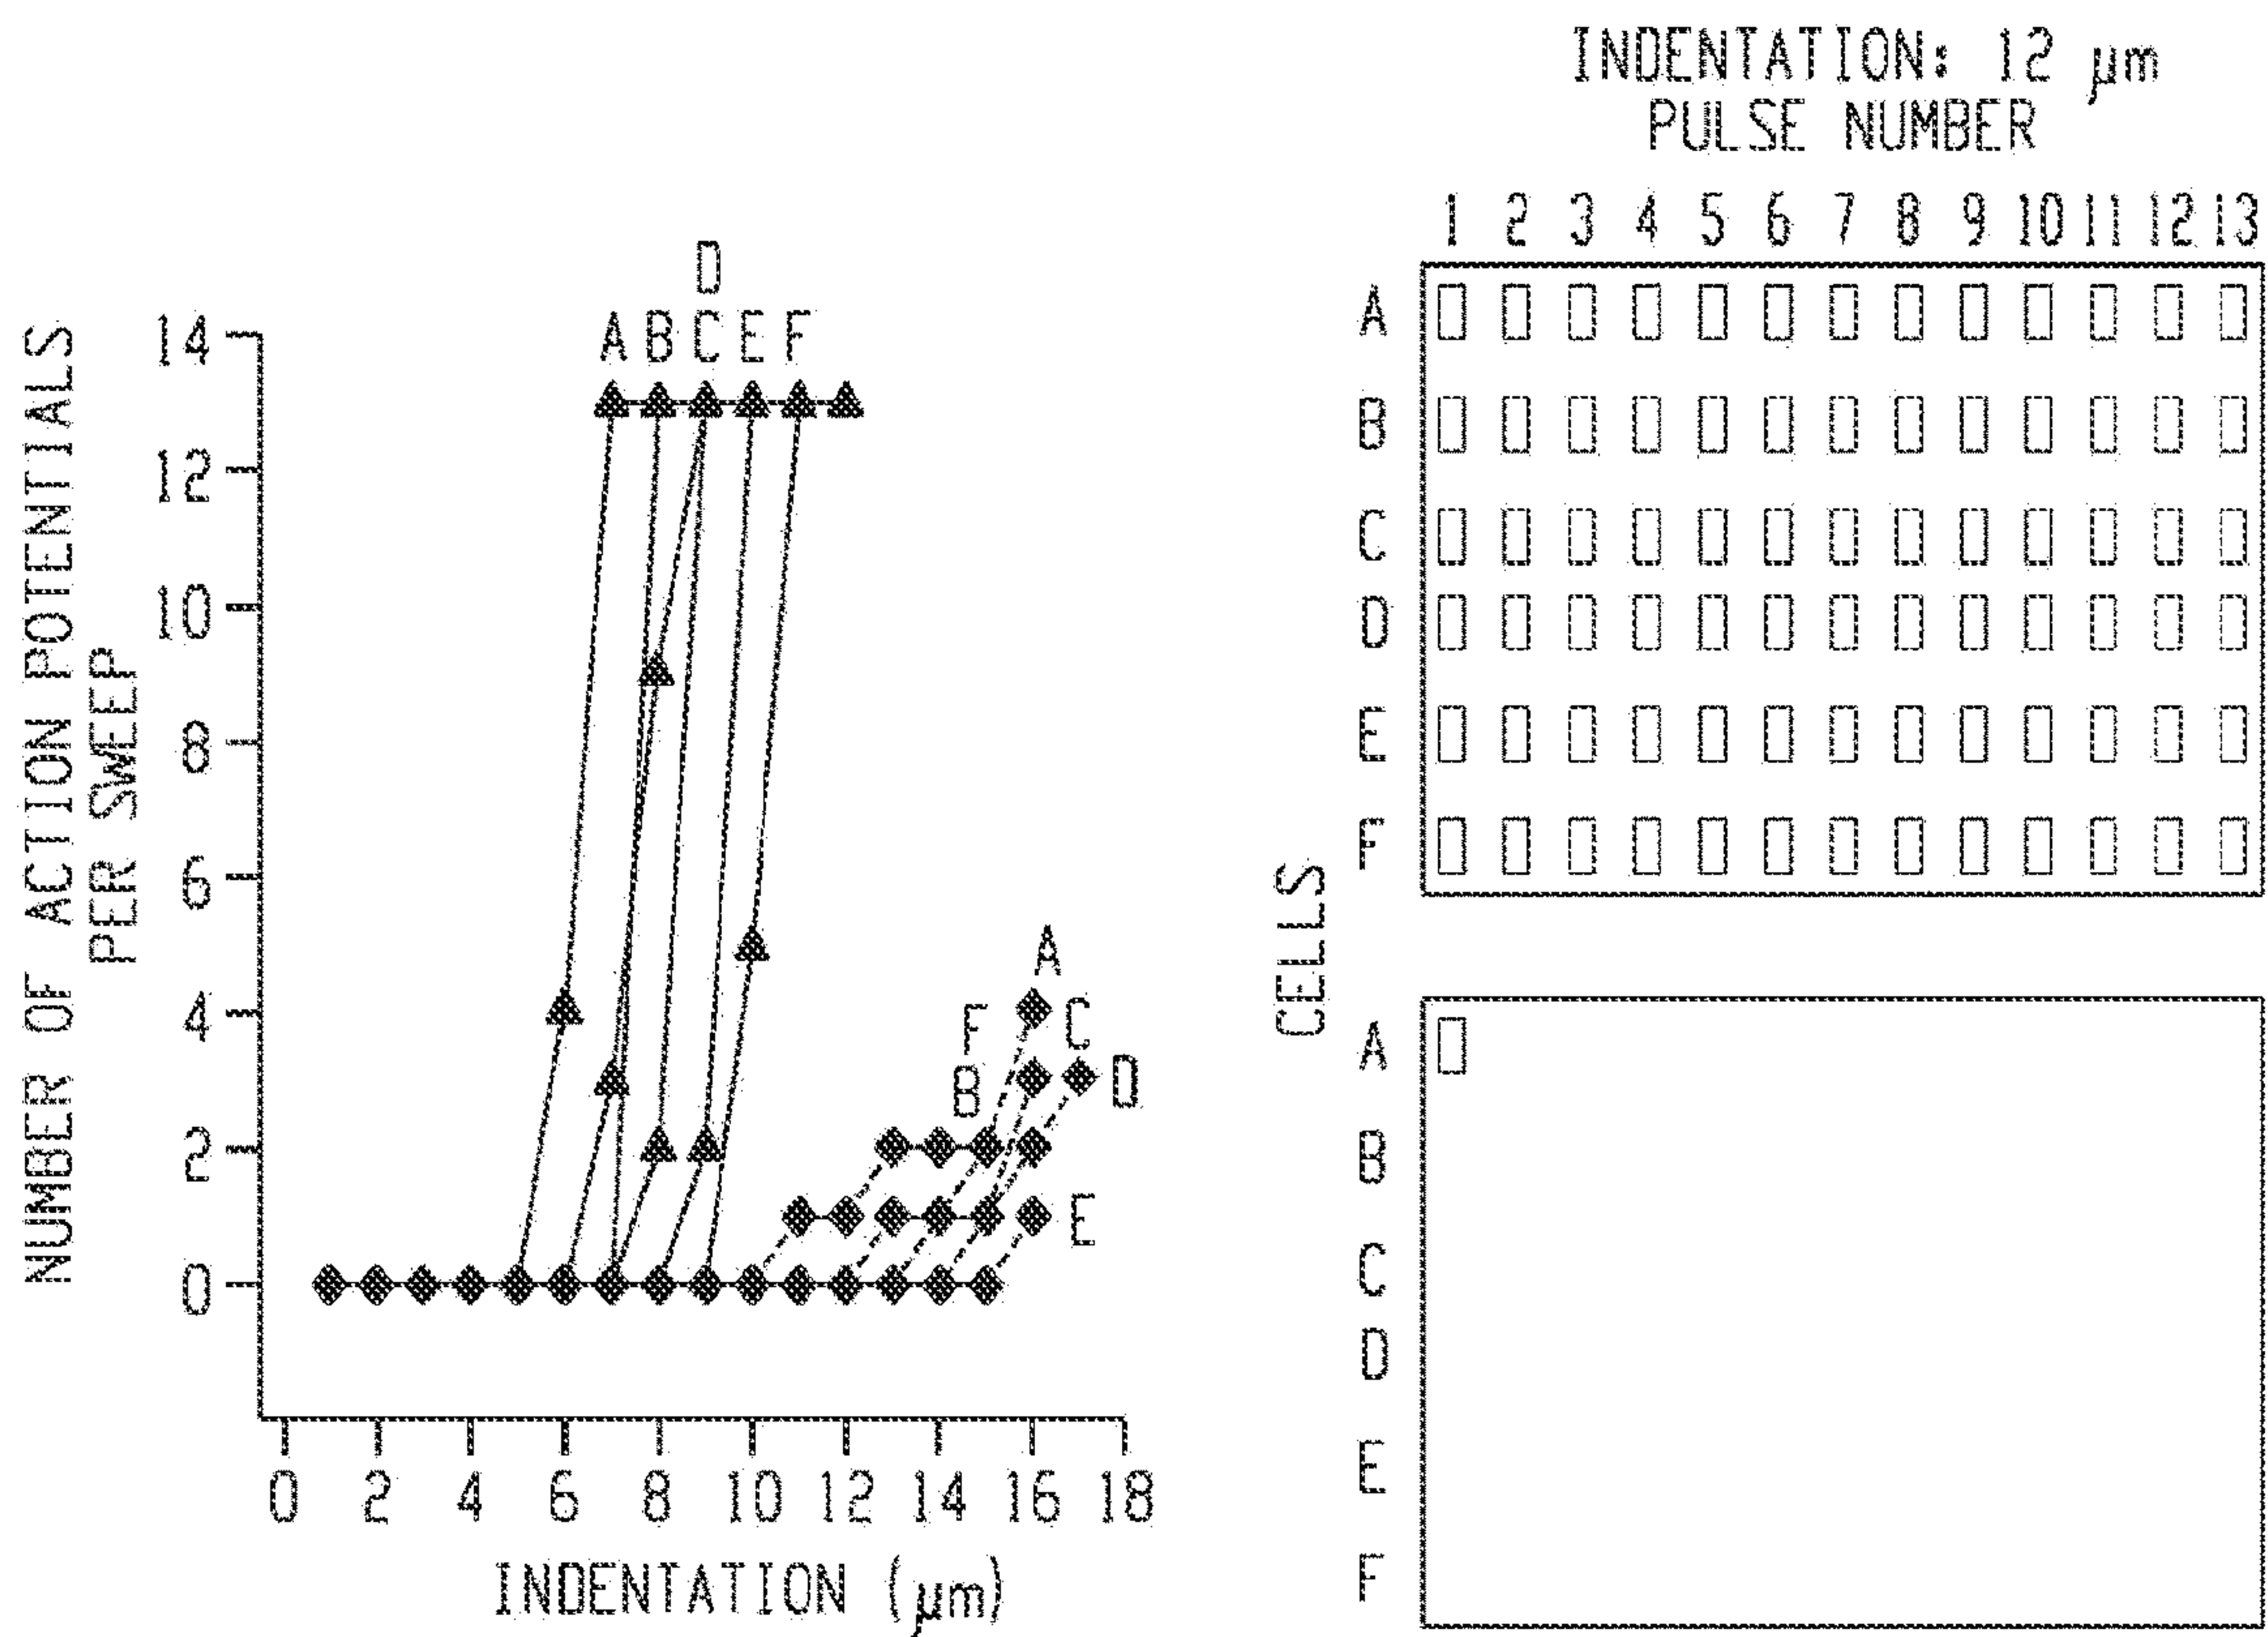 NUMBER OF ACTION POTENTIALS
PER SWEEP
14
12
10
8
6
4
2
0
D
A B C E F
A
F C
B D
E
0 2 4 6 8 10 12 14 16 18
INDENTATION (µm)
INDENTATION: 12 µm
PULSE NUMBER
1 2 3 4 5 6 7 8 9 10 11 12 13
CELLS
A
B
C
D
E
F
A
B
C
D
E
F